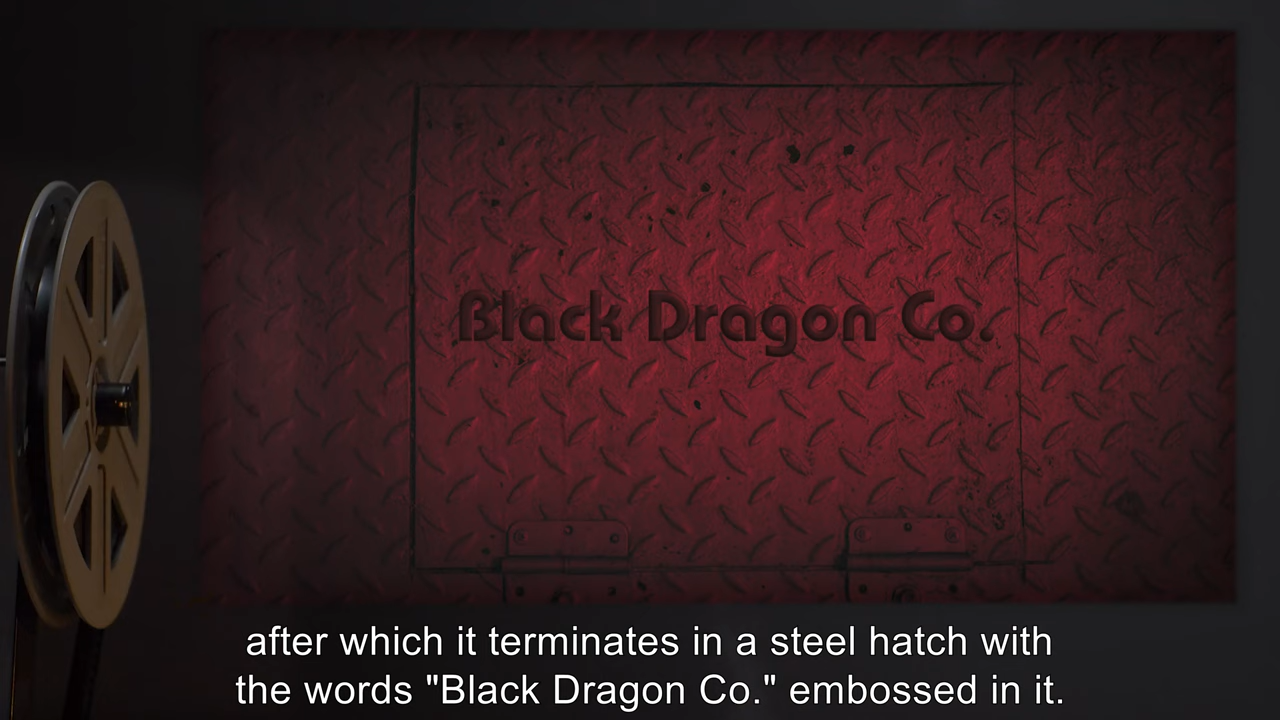 Black Dragon Co.
after which it terminates in a steel hatch with
the words "Black Dragon Co." embossed in it.